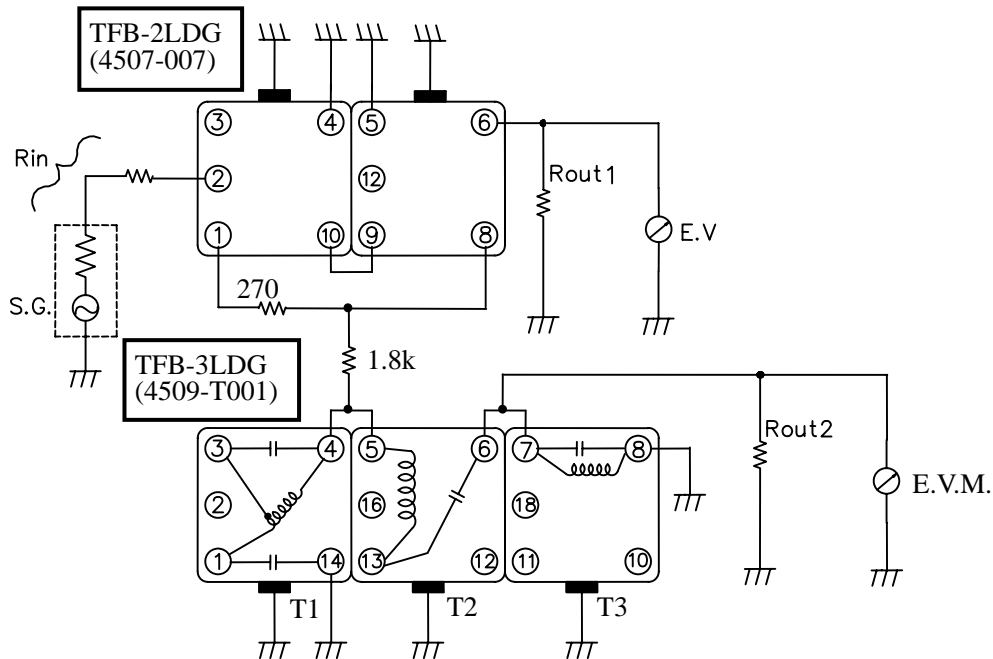 TFB-2LDG
(4507-007)
3
4
5
6
Rin
2
12
Rout1
1
10
9
8
E.V
270
S.G.
1.8k
TFB-3LDG
(4509-T001)
3
4
5
6
7
8
Rout2
2
16
18
E.V.M.
1
14
13
12
11
10
T1
T2
T3